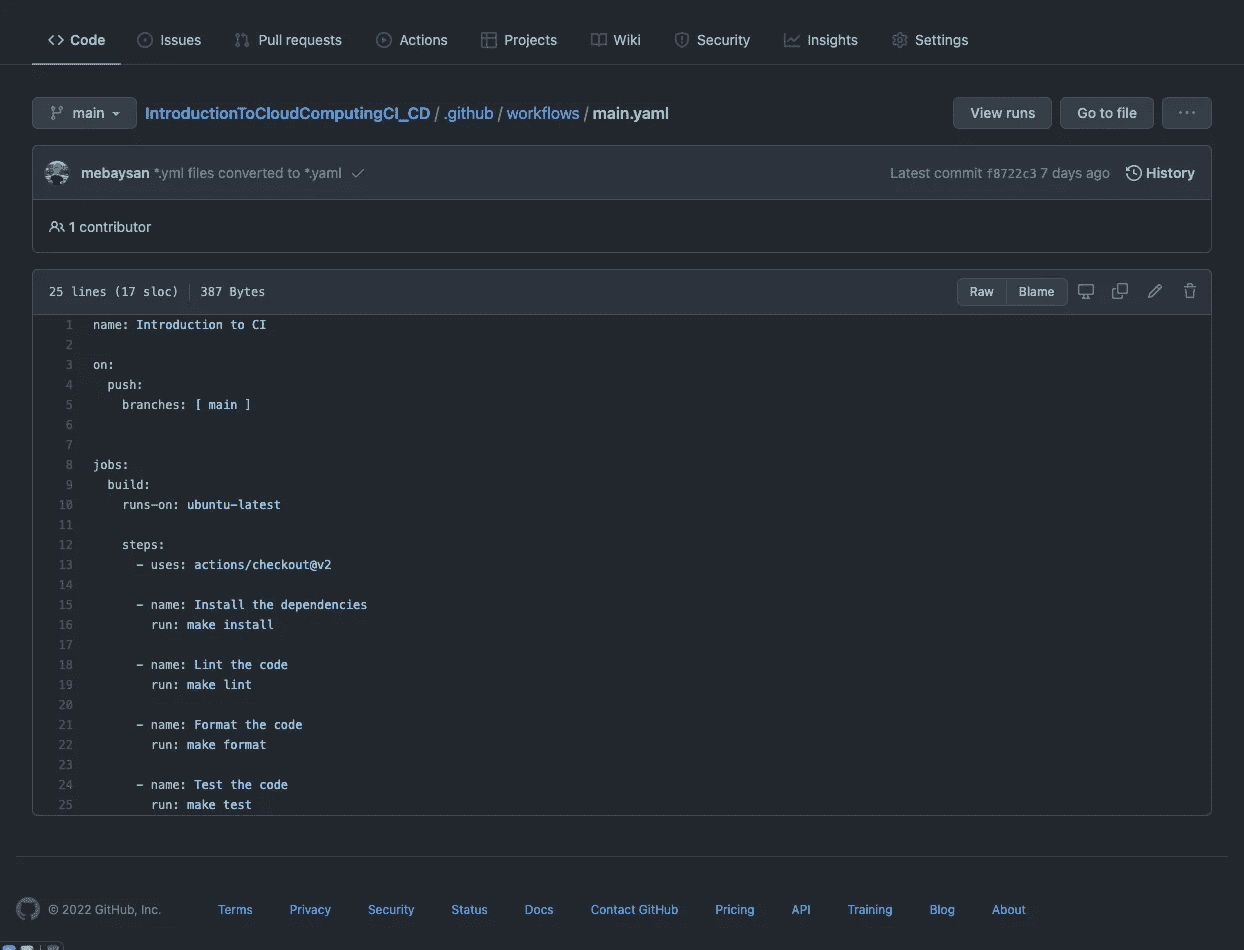 <> Code Issues Pull requests Actions Projects Wiki Security Insights Settings
main IntroductionToCloudComputingCI_CD / .github / workflows / main.yaml View runs Go to file ...
mebaysan *.yml files converted to *.yaml Latest commit f8722c3 7 days ago History
1 contributor
25 lines (17 sloc) 387 Bytes Raw Blame
1 name: Introduction to CI
2
3 on:
4 push:
5 branches: [ main ]
6
7
8 jobs:
9 build:
10 runs-on: ubuntu-latest
11
12 steps:
13 - uses: actions/checkout@v2
14
15 - name: Install the dependencies
16 run: make install
17
18 - name: Lint the code
19 run: make lint
20
21 - name: Format the code
22 run: make format
23
24 - name: Test the code
25 run: make test
© 2022 GitHub, Inc. Terms Privacy Security Status Docs Contact GitHub Pricing API Training Blog About